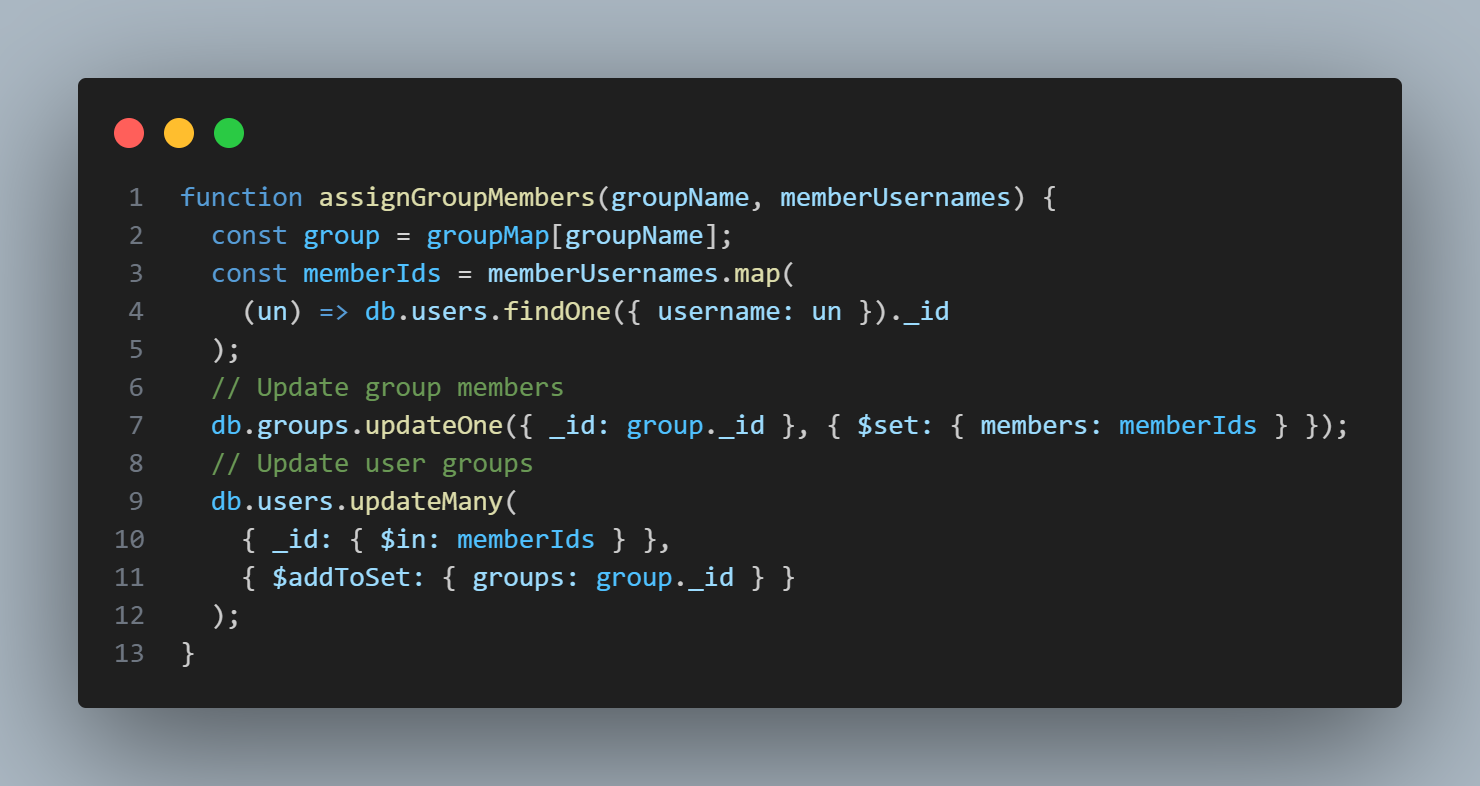 1 function assignGroupMembers(groupName, memberUsernames) {
2   const group = groupMap[groupName];
3   const memberIds = memberUsernames.map(
4     (un) => db.users.findOne({ username: un })._id
5   );
6   // Update group members
7   db.groups.updateOne({ _id: group._id }, { $set: { members: memberIds } });
8   // Update user groups
9   db.users.updateMany(
10     { _id: { $in: memberIds } },
11     { $addToSet: { groups: group._id } }
12   );
13 }